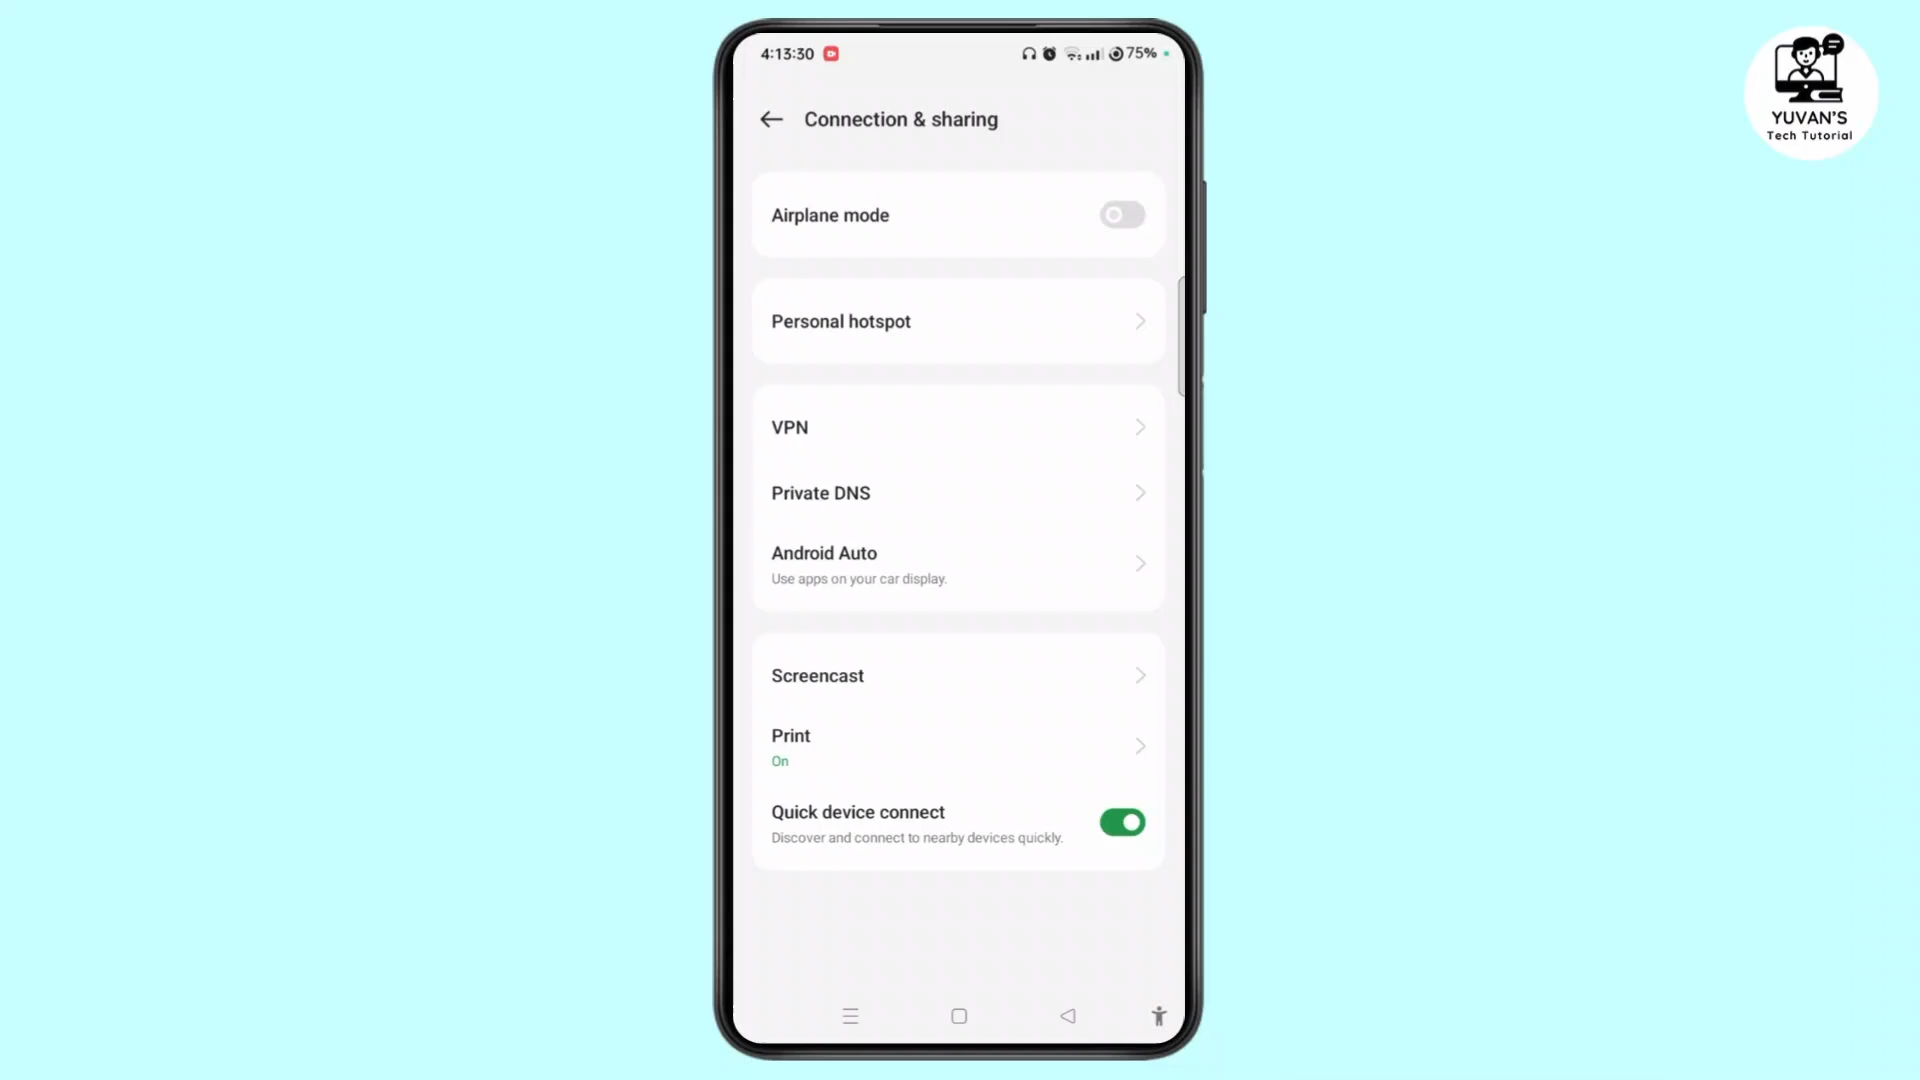 4:13:30
75%
YUVAN'S
Tech Tutorial
Connection & sharing
Airplane mode
Personal hotspot
VPN
Private DNS
Android Auto
Use apps on your car display.
Screencast
Print
On
Quick device connect
Discover and connect to nearby devices quickly.